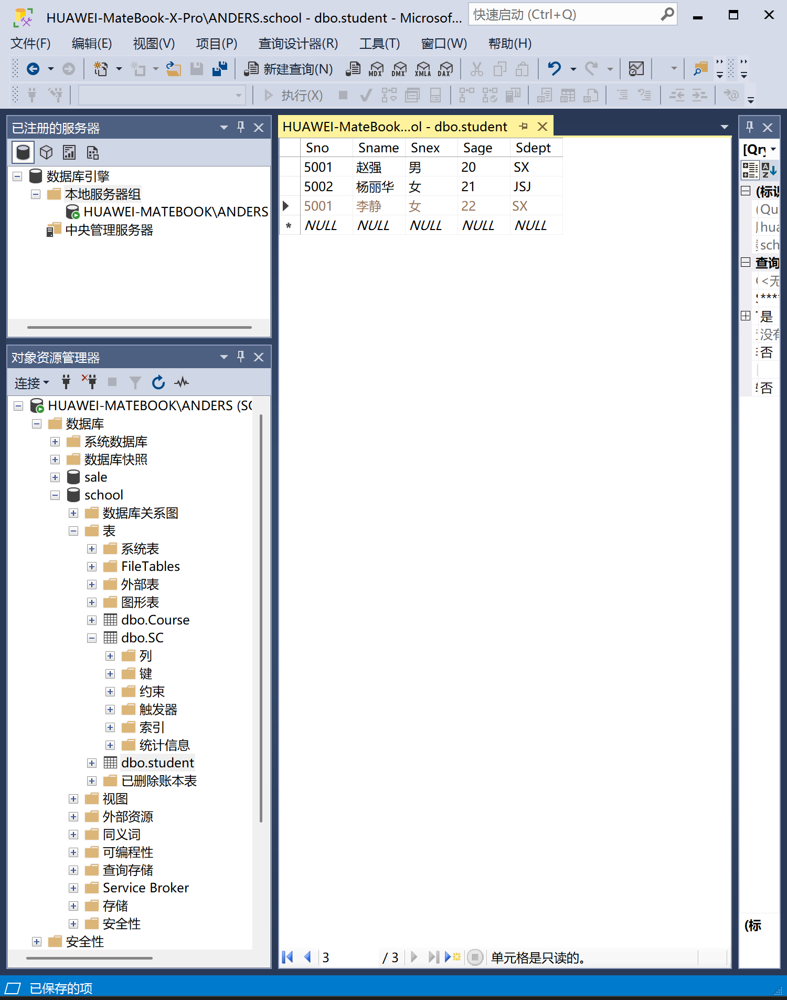 HUAWEI-MateBook-X-Pro\ANDERS.school - dbo.student - Microsof...
快速启动 (Ctrl+Q)
文件(F) 编辑(E) 视图(V) 项目(P) 查询设计器(R) 工具(T) 窗口(W) 帮助(H)
新建查询(N) MDX DMX XMLA DAX
执行(X)
已注册的服务器
数据库引擎
本地服务器组
HUAWEI-MATEBOOK\ANDERS
中央管理服务器
对象资源管理器
连接
HUAWEI-MATEBOOK\ANDERS (SQ
数据库
系统数据库
数据库快照
sale
school
数据库关系图
表
系统表
FileTables
外部表
图形表
dbo.Course
dbo.SC
列
键
约束
触发器
索引
统计信息
dbo.student
已删除账本表
视图
外部资源
同义词
可编程性
查询存储
Service Broker
存储
安全性
安全性
HUAWEI-MateBook...ol - dbo.student
Sno Sname Snex Sage Sdept
5001 赵强 男 20 SX
5002 杨丽华 女 21 JSJ
5001 李静 女 22 SX
NULL NULL NULL NULL NULL
3 / 3 单元格是只读的。
[Qry
(标识
Qu
hua
sch
查询
<无
****
是
没有
否
否
(标
已保存的项